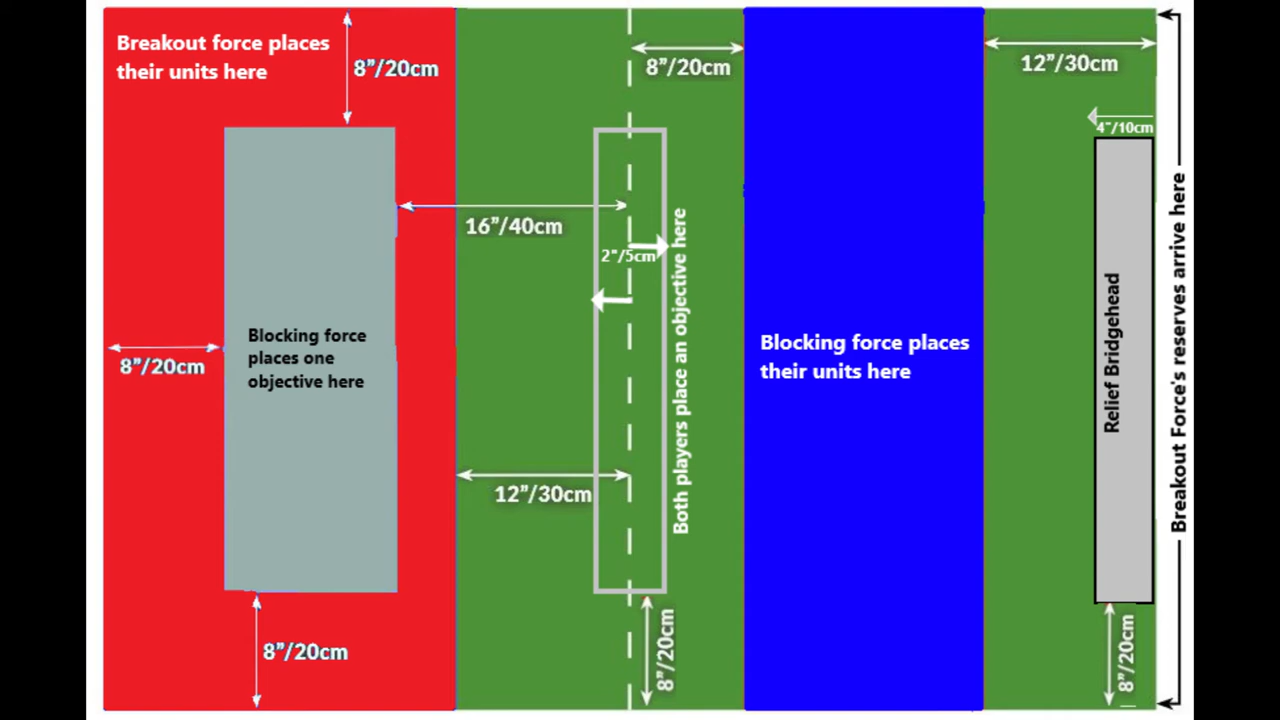 Breakout force places
their units here
8”/20cm
8”/20cm
12”/30cm
4"/10cm
16”/40cm
2"/5cm
Both players place an objective here
Blocking force
places one
objective here
8”/20cm
Blocking force places
their units here
Relief Bridgehead
Breakout Force's reserves arrive here
12”/30cm
8”/20cm
8”/20cm
8”/20cm